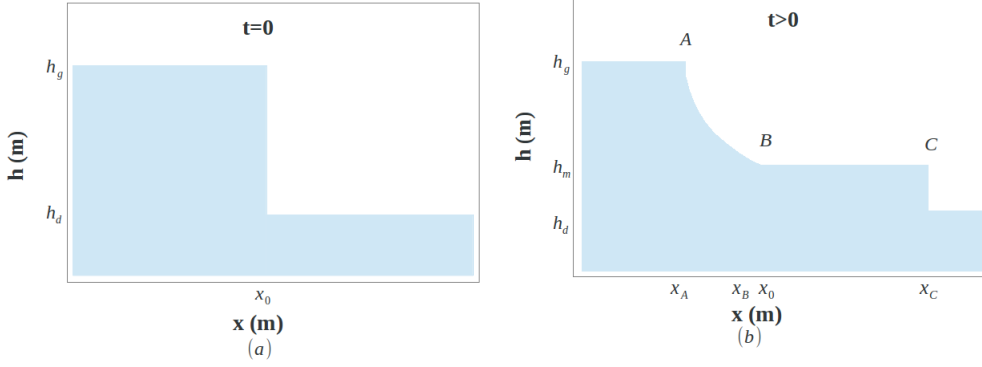 t=0
h_g
h (m)
h_d
x_0
x (m)
(a)
t>0
A
h_g
B
C
h (m)
h_m
h_d
x_A x_B x_0 x_C
x (m)
(b)